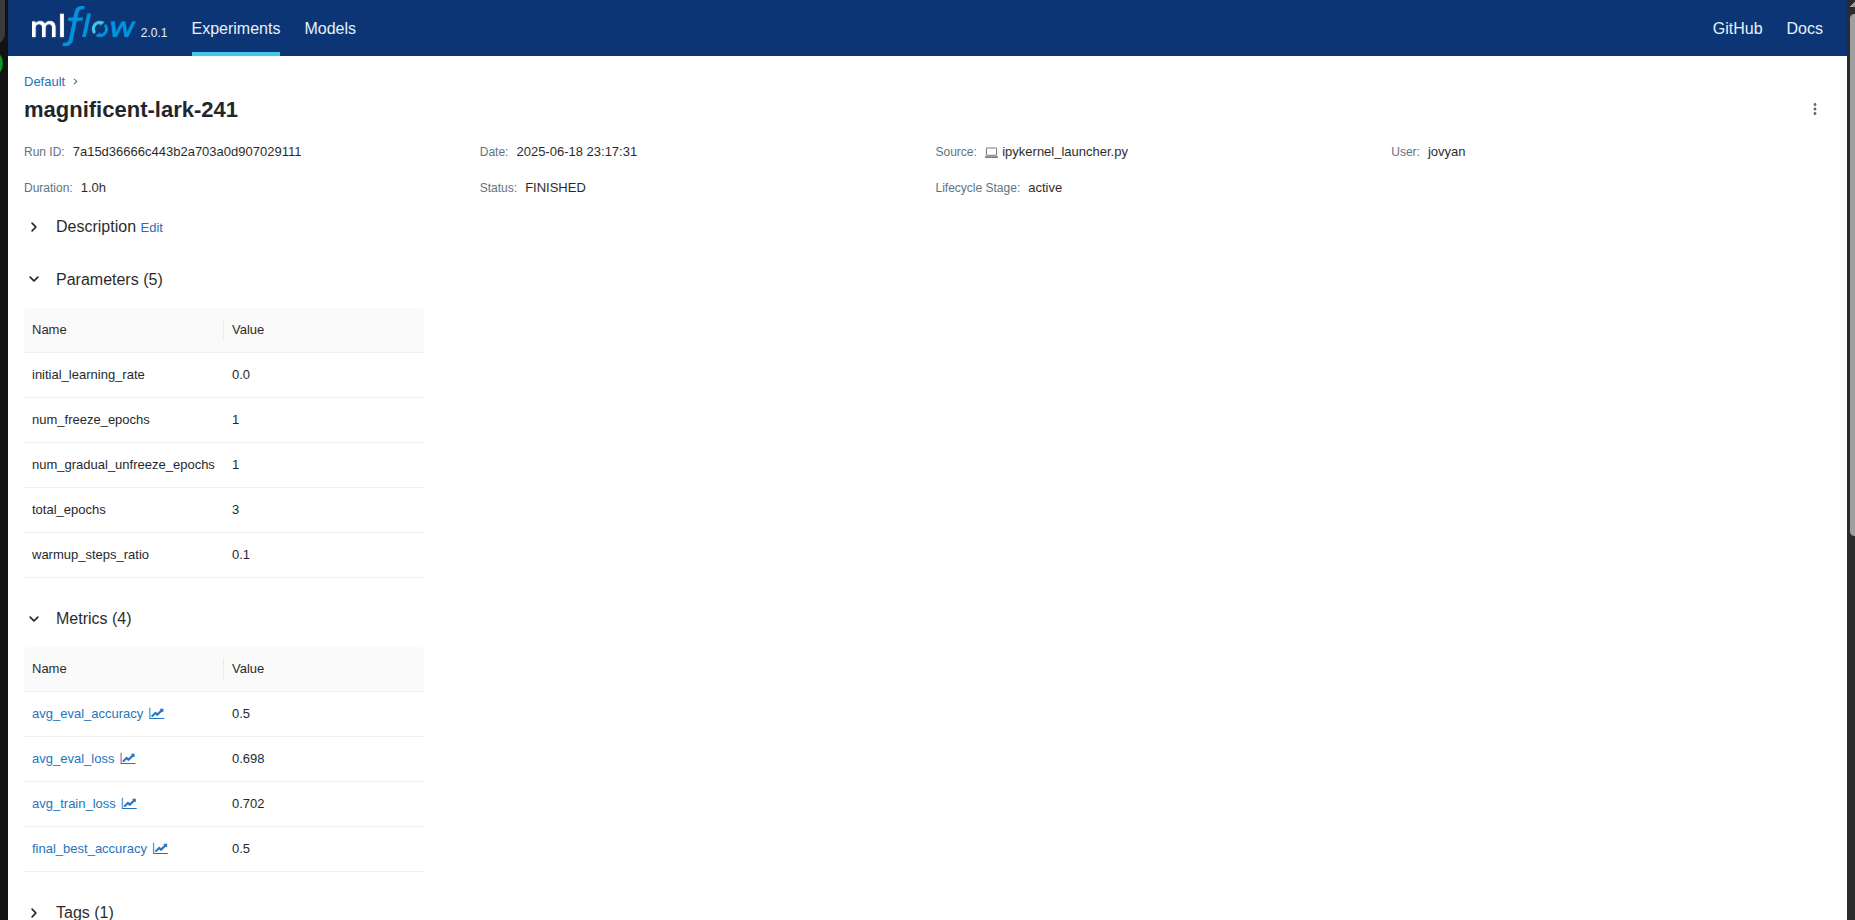 mlflow 2.0.1 Experiments Models GitHub Docs
Default
magnificent-lark-241
Run ID: 7a15d36666c443b2a703a0d907029111 Date: 2025-06-18 23:17:31 Source: ipykernel_launcher.py User: jovyan
Duration: 1.0h Status: FINISHED Lifecycle Stage: active
Description Edit
Parameters (5)
Name Value
initial_learning_rate 0.0
num_freeze_epochs 1
num_gradual_unfreeze_epochs 1
total_epochs 3
warmup_steps_ratio 0.1
Metrics (4)
Name Value
avg_eval_accuracy 0.5
avg_eval_loss 0.698
avg_train_loss 0.702
final_best_accuracy 0.5
Tags (1)